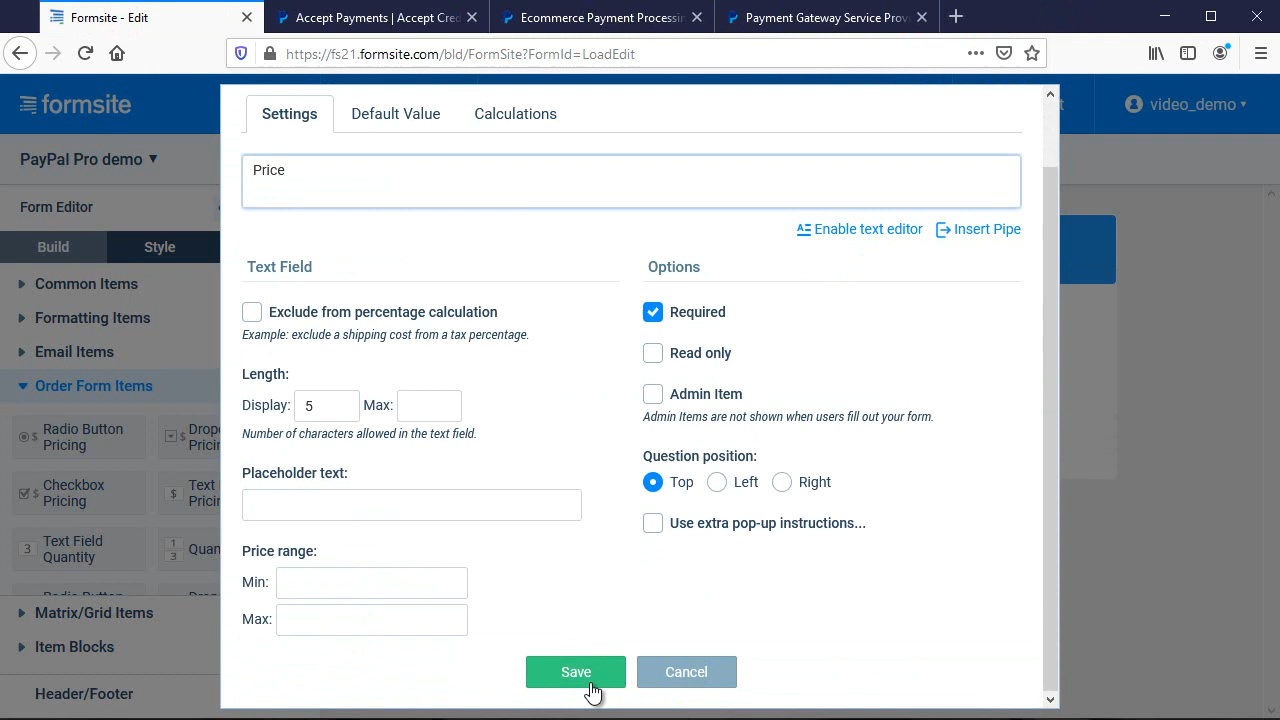 Formsite - Edit
Accept Payments | Accept Cred
Ecommerce Payment Processin
Payment Gateway Service Prov
https://fs21.formsite.com/bld/FormSite?FormId=LoadEdit
formsite
video_demo
PayPal Pro demo
Form Editor
Build
Style
Common Items
Formatting Items
Email Items
Order Form Items
Radio Button Pricing
Checkbox Pricing
Text Field Quantity
Matrix/Grid Items
Item Blocks
Header/Footer
Settings
Default Value
Calculations
Price
Enable text editor
Insert Pipe
Text Field
Exclude from percentage calculation
Example: exclude a shipping cost from a tax percentage.
Length:
Display: 5 Max:
Number of characters allowed in the text field.
Placeholder text:
Price range:
Min:
Max:
Options
Required
Read only
Admin Item
Admin Items are not shown when users fill out your form.
Question position:
Top Left Right
Use extra pop-up instructions...
Save
Cancel